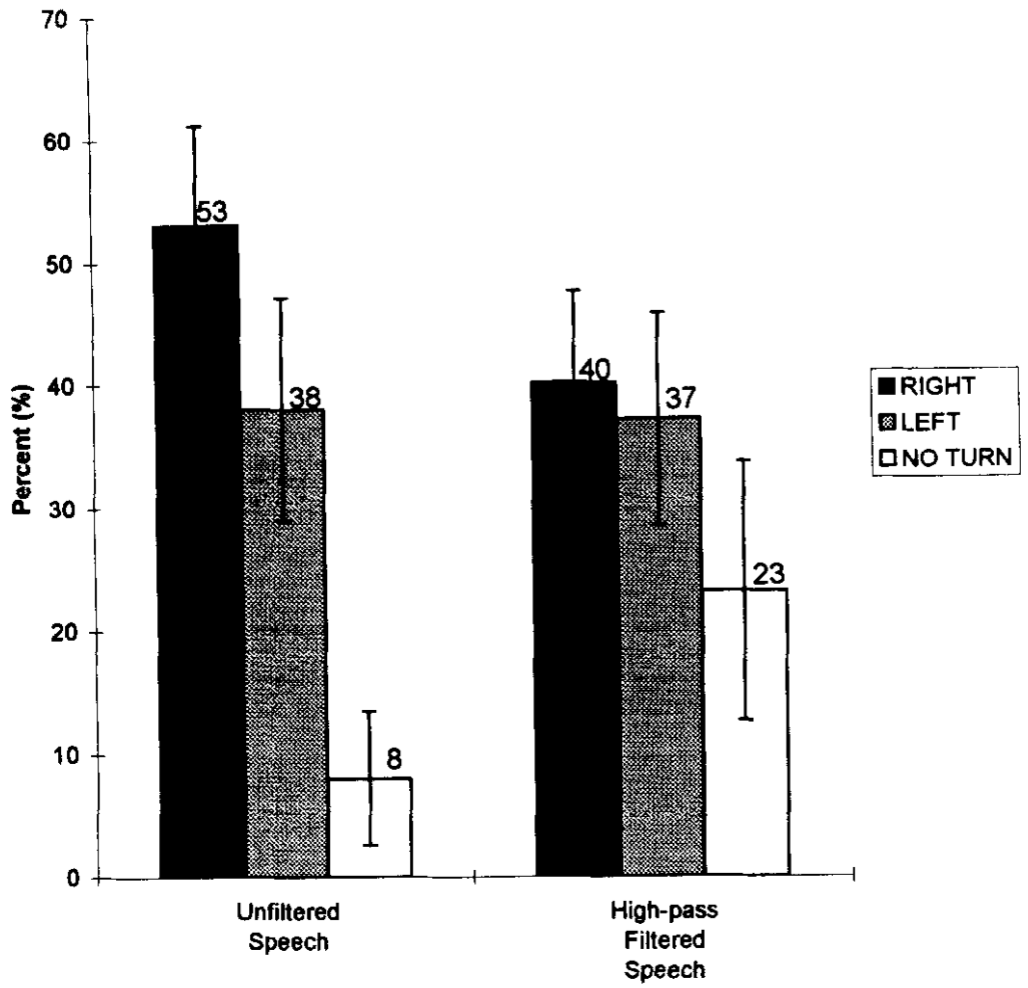 70
60
50
40
30
20
10
0
Percent (%)
53
38
8
40
37
23
Unfiltered
Speech
High-pass
Filtered
Speech
RIGHT
LEFT
NO TURN